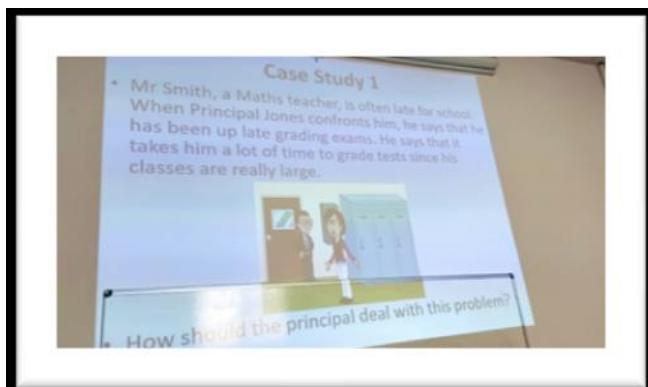 Case Study 1
• Mr Smith, a Maths teacher, is often late for school.
When Principal Jones confronts him, he says that he
has been up late grading exams. He says that it
takes him a lot of time to grade tests since his
classes are really large.
• How should the principal deal with this problem?